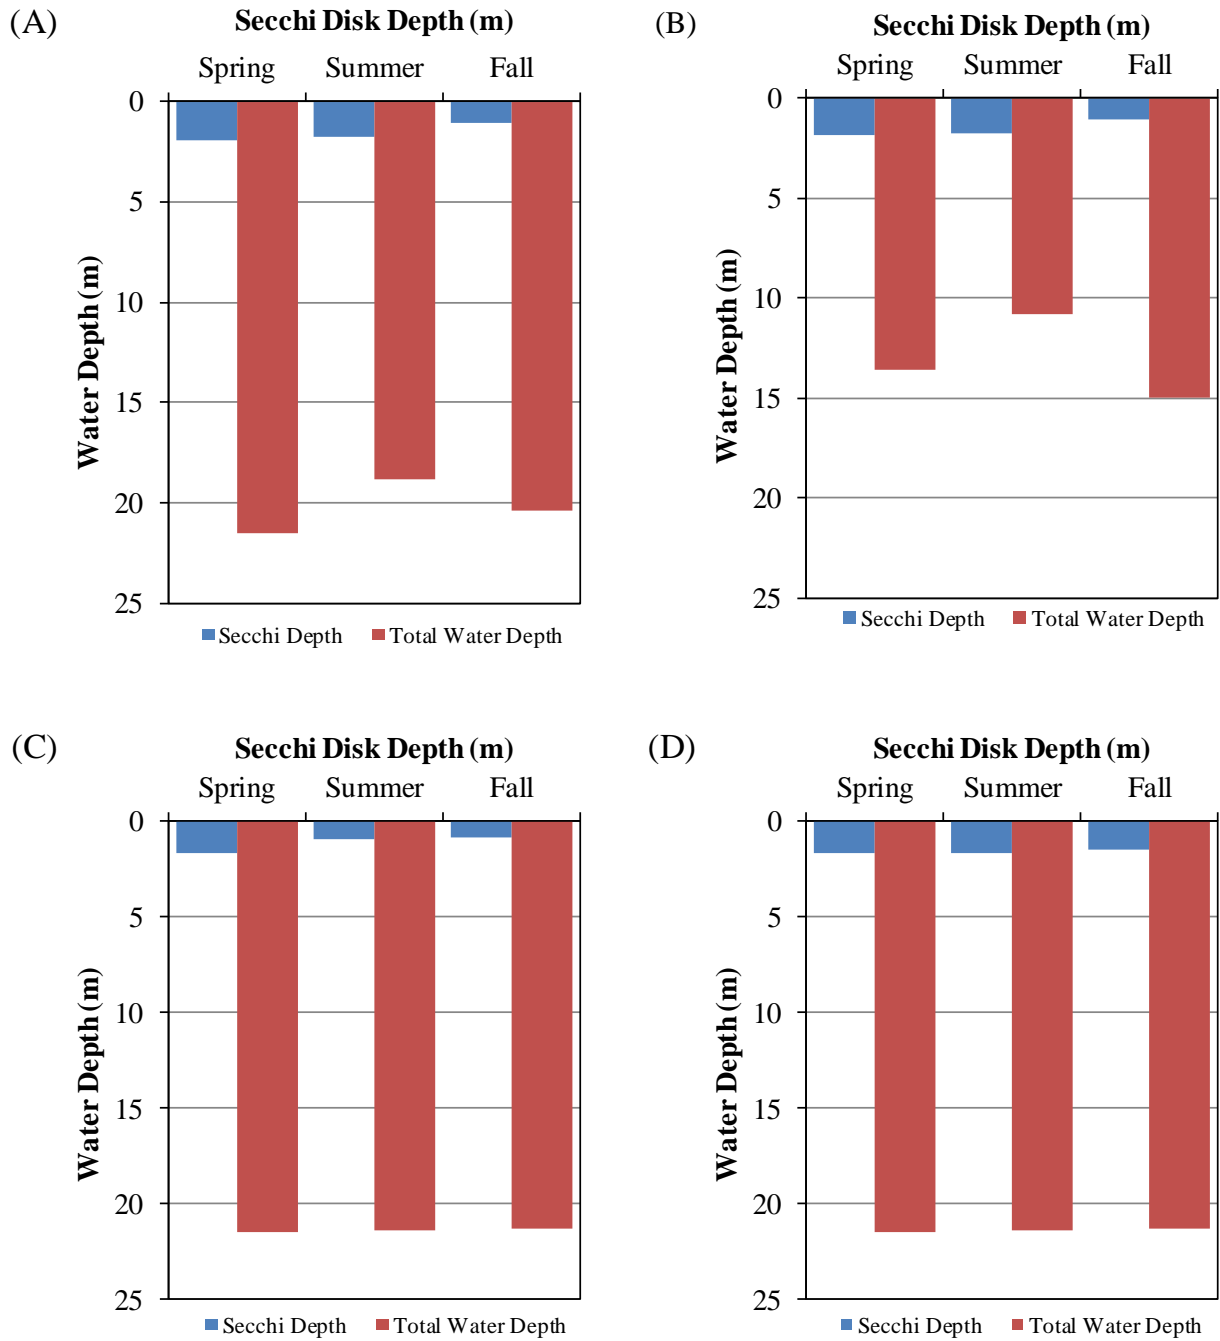 (A)
Secchi Disk Depth (m)
Spring Summer Fall
0
5
10
15
20
25
Water Depth (m)
Secchi Depth Total Water Depth
(B)
Secchi Disk Depth (m)
Spring Summer Fall
0
5
10
15
20
25
Water Depth (m)
Secchi Depth Total Water Depth
(C)
Secchi Disk Depth (m)
Spring Summer Fall
0
5
10
15
20
25
Water Depth (m)
Secchi Depth Total Water Depth
(D)
Secchi Disk Depth (m)
Spring Summer Fall
0
5
10
15
20
25
Water Depth (m)
Secchi Depth Total Water Depth